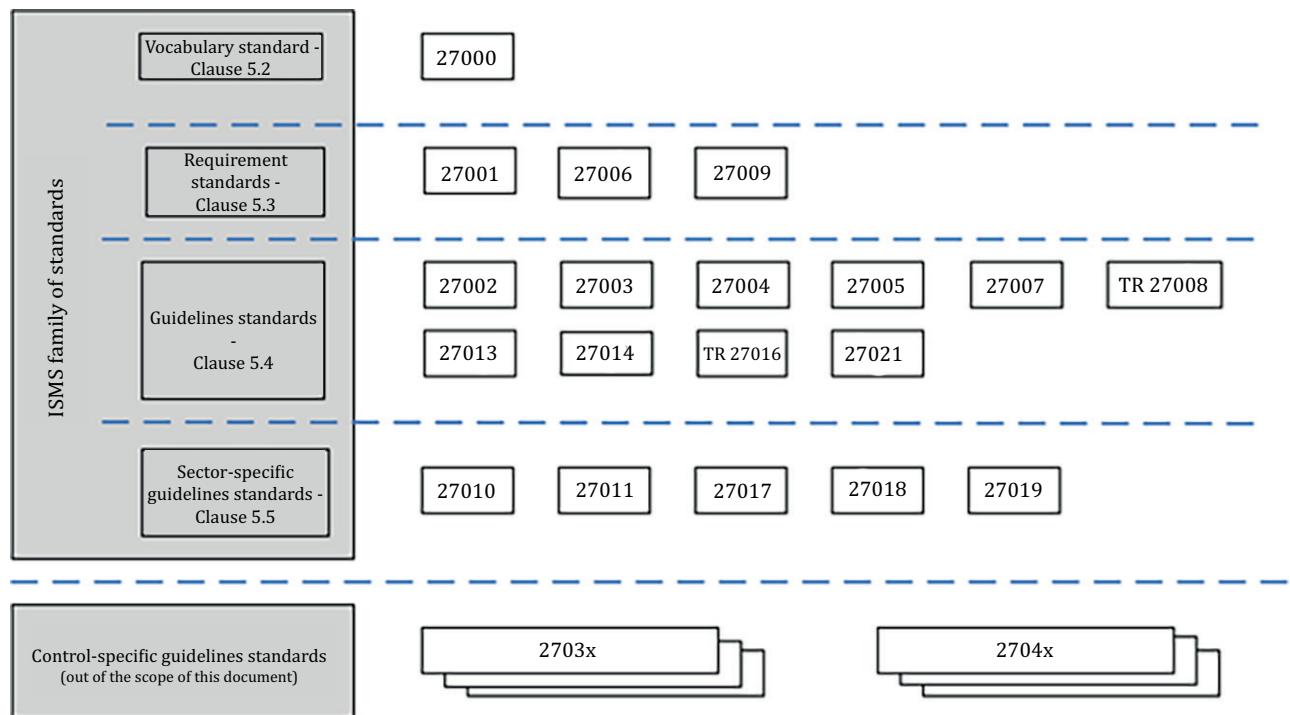 ISMS family of standards
Vocabulary standard -
Clause 5.2
27000
Requirement
standards -
Clause 5.3
27001
27006
27009
Guidelines standards
-
Clause 5.4
27002
27003
27004
27005
27007
TR 27008
27013
27014
TR 27016
27021
Sector-specific
guidelines standards -
Clause 5.5
27010
27011
27017
27018
27019
Control-specific guidelines standards
(out of the scope of this document)
2703x
2704x